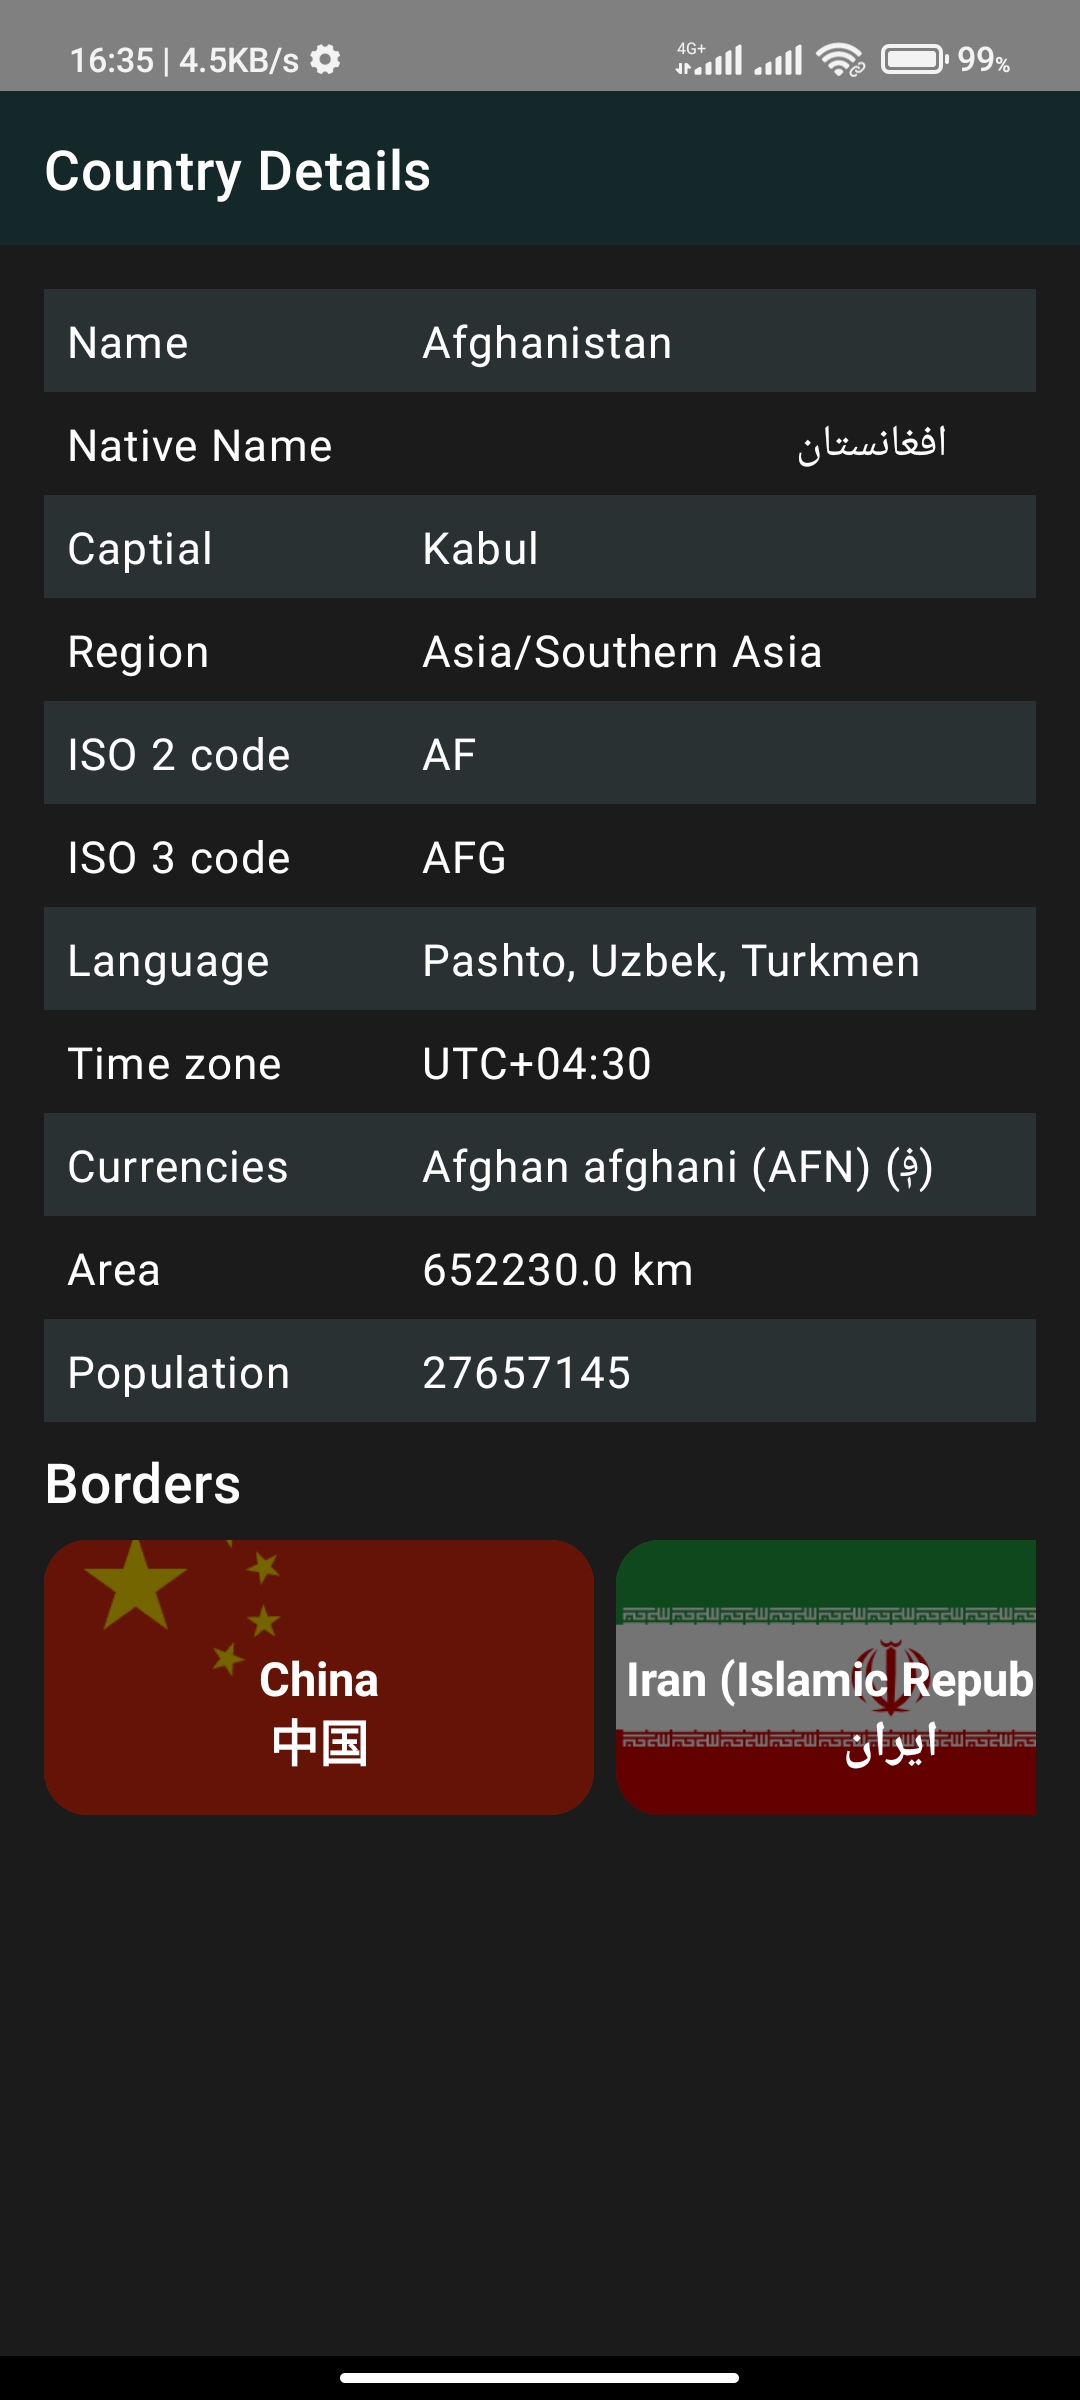 16:35 | 4.5KB/s 4G+ 99%
Country Details
Name Afghanistan
Native Name افغانستان
Captial Kabul
Region Asia/Southern Asia
ISO 2 code AF
ISO 3 code AFG
Language Pashto, Uzbek, Turkmen
Time zone UTC+04:30
Currencies Afghan afghani (AFN) (؋)
Area 652230.0 km
Population 27657145
Borders
China
中国
Iran (Islamic Repub
ایران